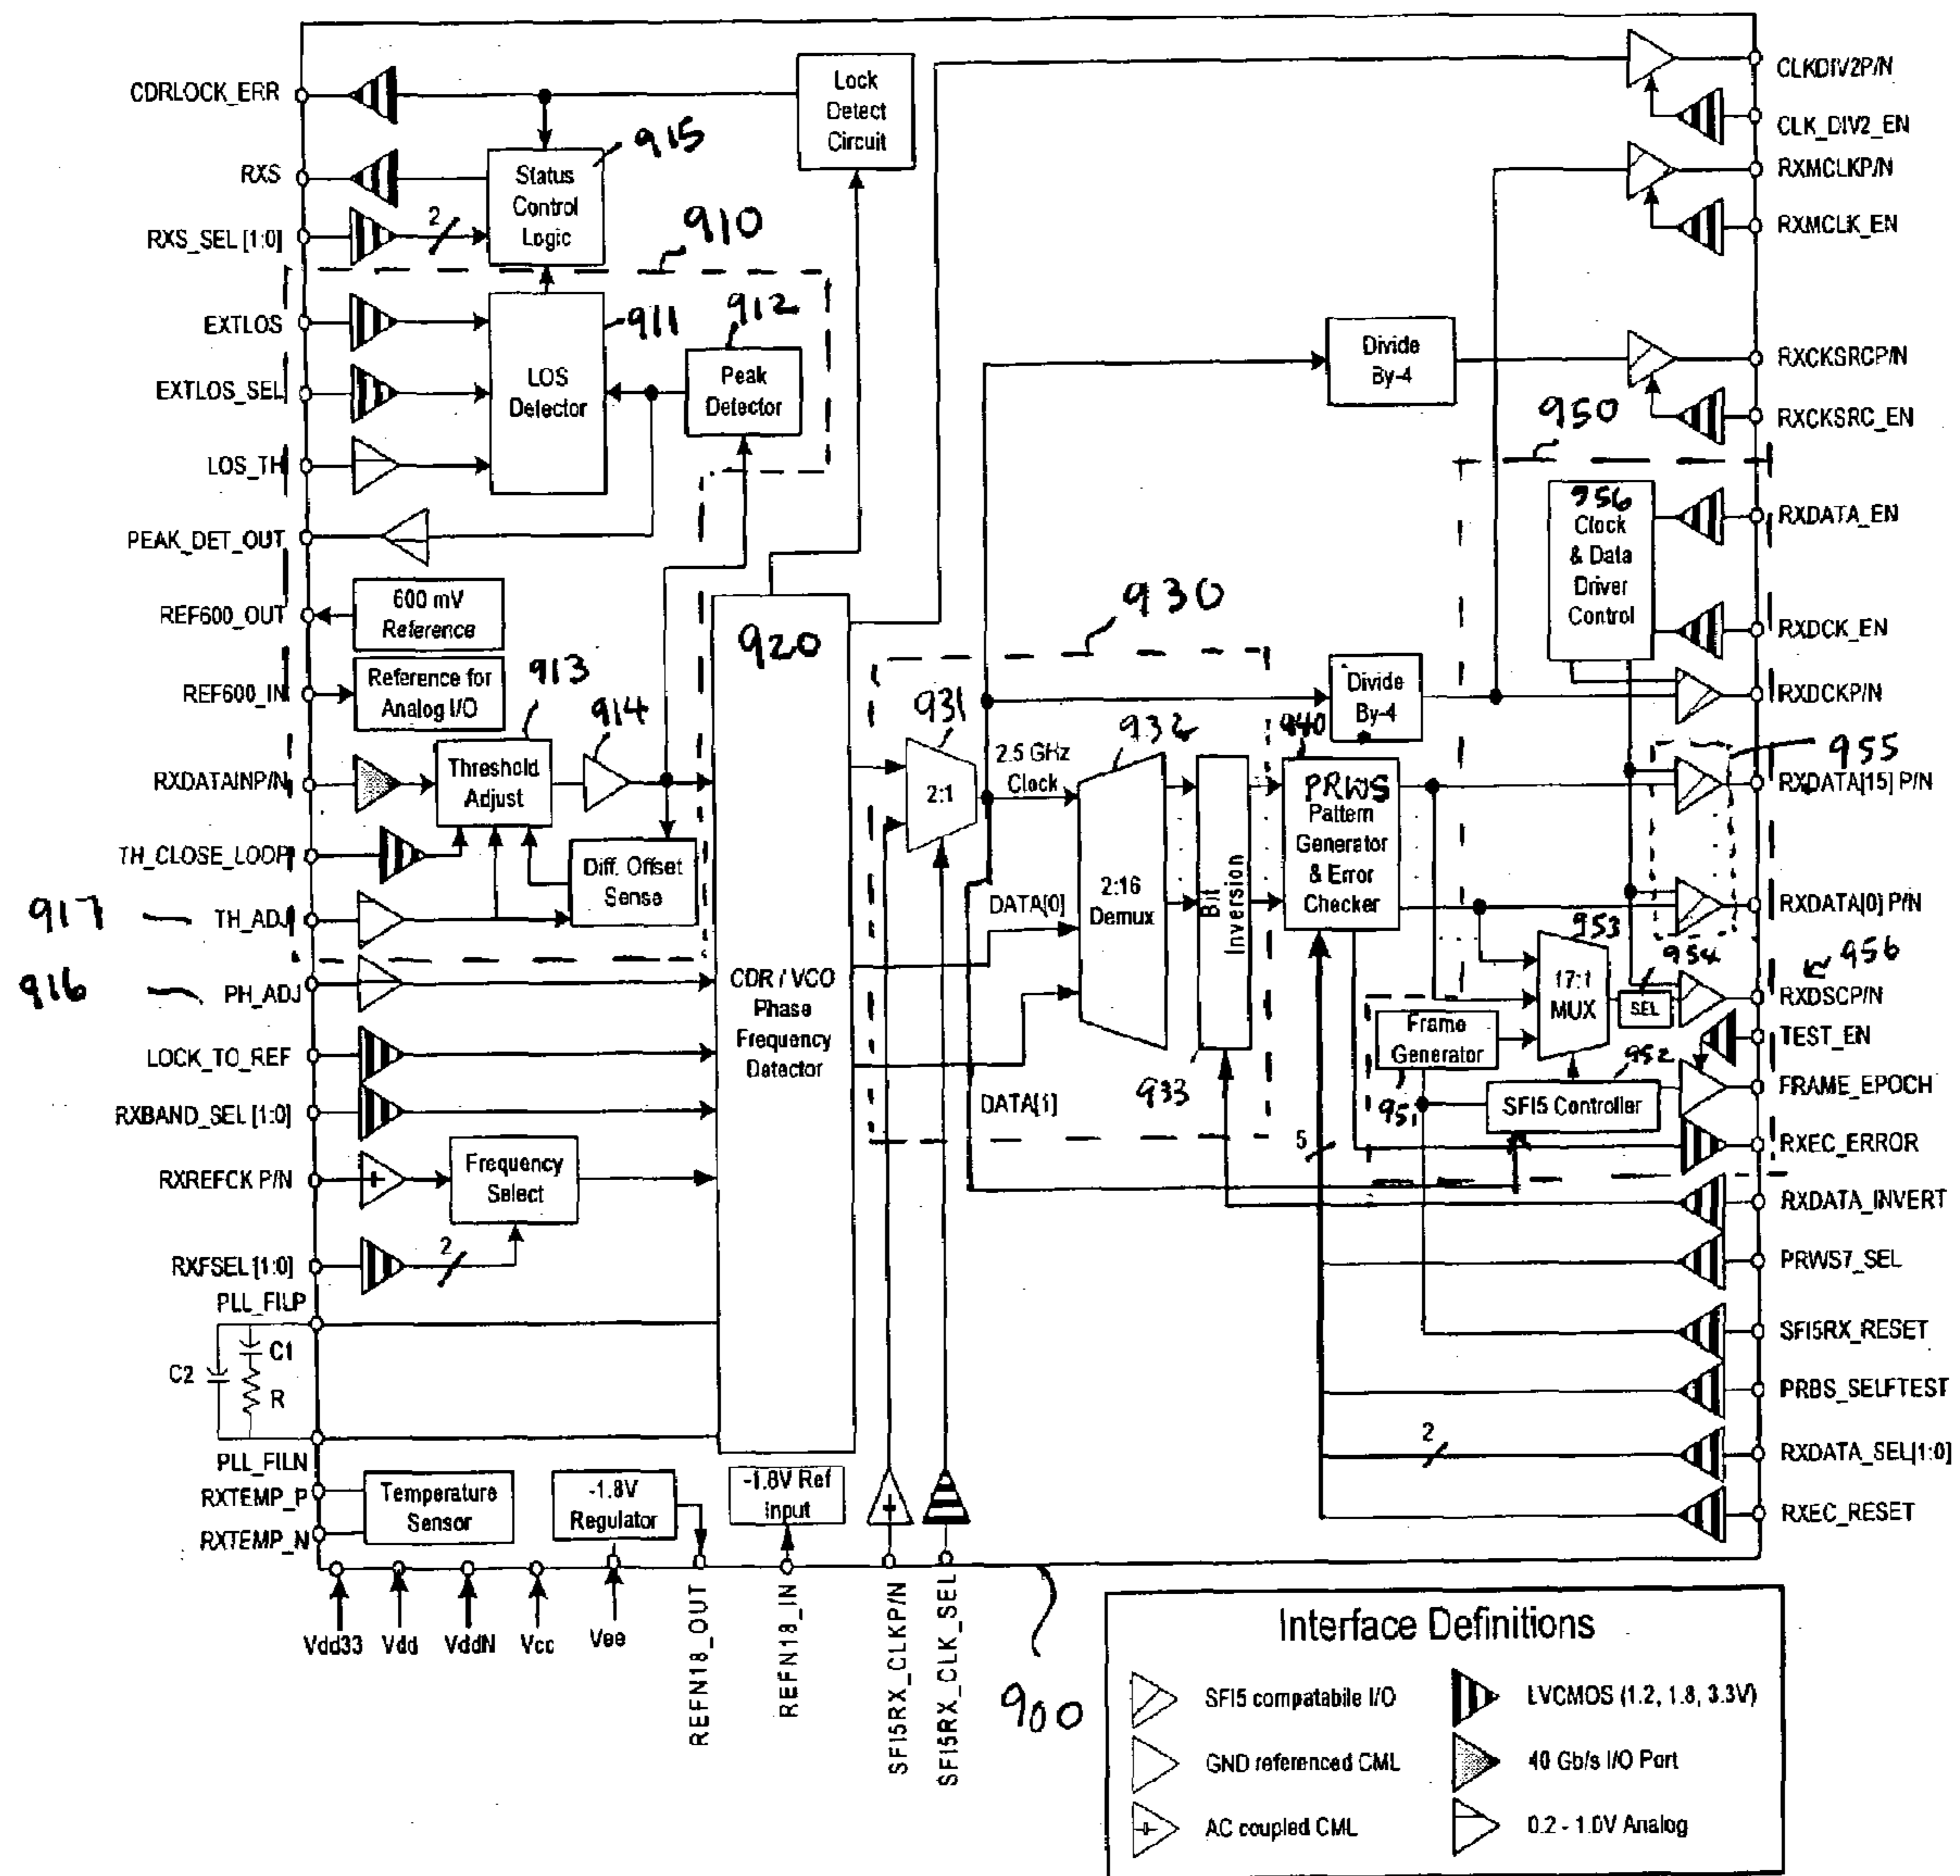 CDRLOCK_ERR
RXS
RXS_SEL [1:0]
EXTLOS
EXTLOS_SEL
LOS_TH
PEAK_DET_OUT
REF600_OUT
REF600_IN
RXDATAINP/N
TH_CLOSE_LOOP
917
TH_ADJ
916
PH_ADJ
LOCK_TO_REF
RXBAND_SEL [1:0]
RXREFCK P/N
RXFSEL [1:0]
PLL_FILP
C1
C2
R
PLL_FILN
RXTEMP_P
RXTEMP_N
Lock
Detect
Circuit
915
Status
Control
Logic
2
910
911
912
LOS
Detector
Peak
Detector
600 mV
Reference
Reference for
Analog I/O
913
914
Threshold
Adjust
Diff. Offset
Sense
920
CDR / VCO
Phase
Frequency
Detector
Frequency
Select
2
Temperature
Sensor
-1.8V
Regulator
-1.8V Ref
Input
930
931
2:1
2.5 GHz
Clock
932
2:16
Demux
DATA[0]
DATA[1]
Bit
Inversion
933
Divide
By-4
Divide
By-4
940
PRWS
Pattern
Generator
& Error
Checker
5
2
950
956
Clock
& Data
Driver
Control
955
953
17:1
MUX
954
SEL
956
Frame
Generator
951
952
SFI5 Controller
CLKDIV2P/N
CLK_DIV2_EN
RXMCLKP/N
RXMCLK_EN
RXCKSRCP/N
RXCKSRC_EN
RXDATA_EN
RXDCK_EN
RXDCKP/N
RXDATA[15] P/N
RXDATA[0] P/N
RXDSCP/N
TEST_EN
FRAME_EPOCH
RXEC_ERROR
RXDATA_INVERT
PRWS7_SEL
SFI5RX_RESET
PRBS_SELFTEST
RXDATA_SEL[1:0]
RXEC_RESET
Vdd33
Vdd
VddN
Vcc
Vee
REFN18_OUT
REFN18_IN
SFI5RX_CLKP/N
SFI5RX_CLK_SEL
900
Interface Definitions
SFI5 compatabile I/O
LVCMOS (1.2, 1.8, 3.3V)
GND referenced CML
40 Gb/s I/O Port
AC coupled CML
0.2 - 1.0V Analog